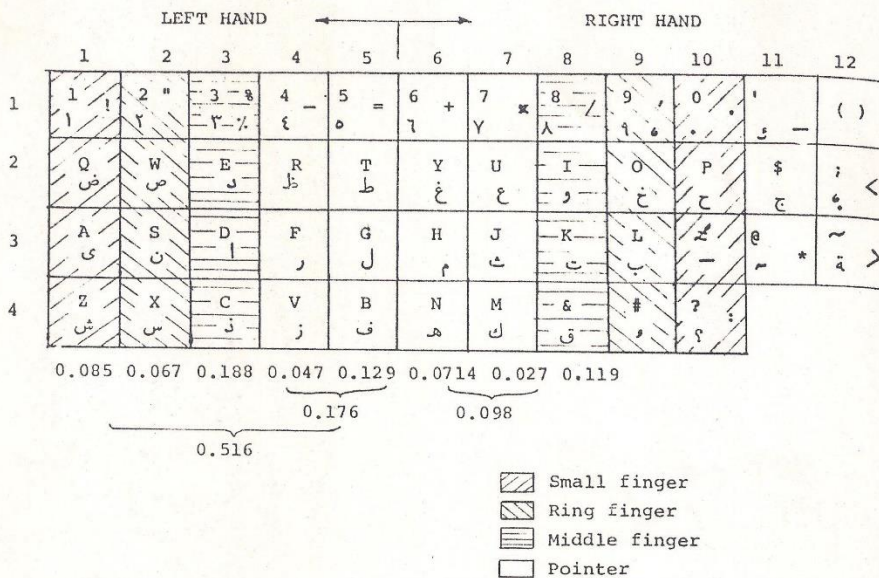 LEFT HAND RIGHT HAND
1 2 3 4 5 6 7 8 9 10 11 12
1 1 ! 2 " 3 % 4 – 5 = 6 + 7 * 8 / 9 , 0 . ' ( )
١ ٢ ٣ ٪ ٤ ٥ ٦ ٧ ٨ ٩ ـ
2 Q W E R T Y U I O P $ ;
ض ص د ظ ط غ ع و خ ح ج <
3 A S D F G H J K L £ @ ~
ى ن ا ر ل م ث ت ب — ~ * ة >
4 Z X C V B N M & # ? :
ش س ذ ز ف ه ك ق و ؟
0.085 0.067 0.188 0.047 0.129 0.0714 0.027 0.119
0.176 0.098
0.516
Small finger
Ring finger
Middle finger
Pointer